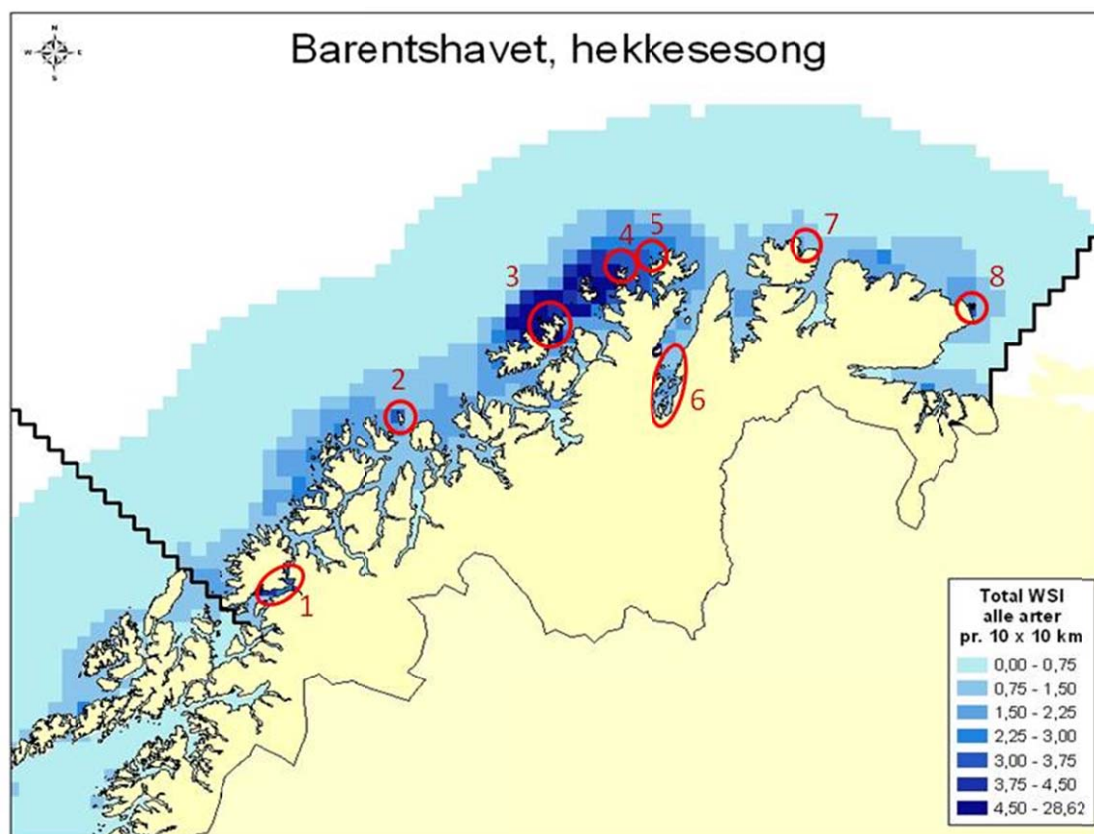 N
W E
S
Barentshavet, hekkesesong
7
5
4
8
3
2
6
1
Total WSI
alle arter
pr. 10 x 10 km
0,00 - 0,75
0,75 - 1,50
1,50 - 2,25
2,25 - 3,00
3,00 - 3,75
3,75 - 4,50
4,50 - 28,62